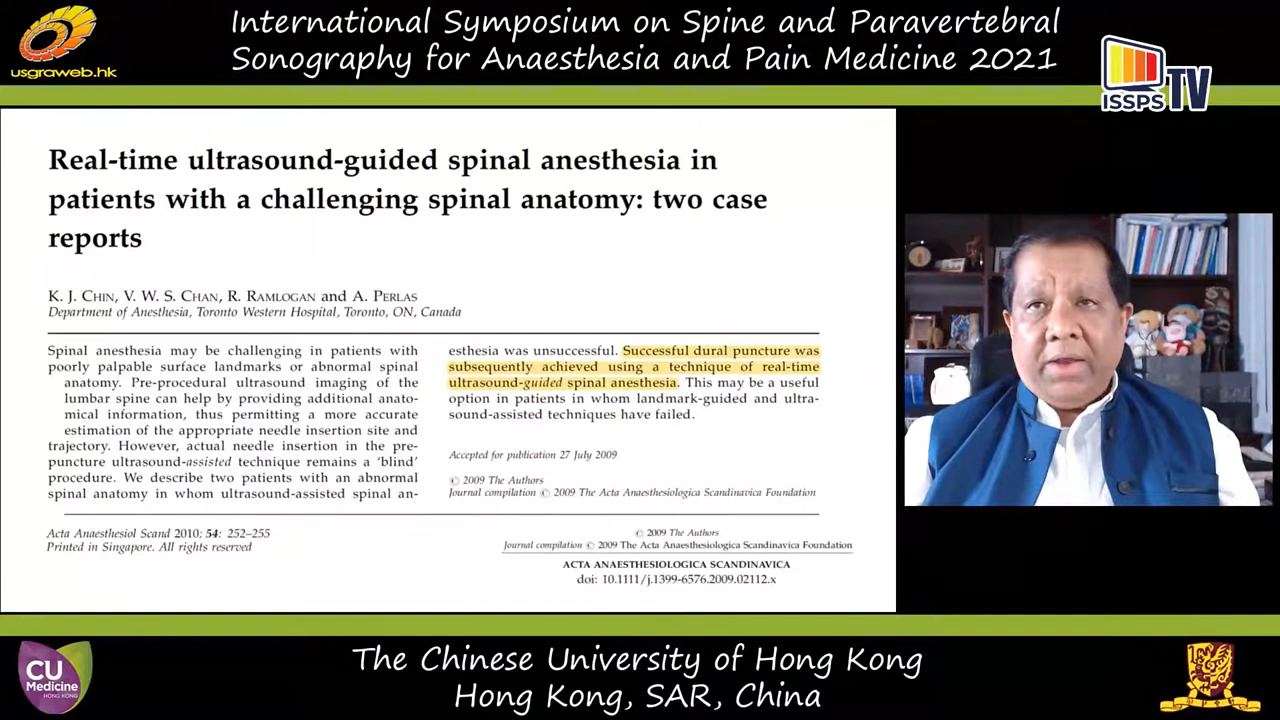 International Symposium on Spine and Paravertebral
Sonography for Anaesthesia and Pain Medicine 2021
usgraweb.hk
ISSPS TV
Real-time ultrasound-guided spinal anesthesia in
patients with a challenging spinal anatomy: two case
reports
K. J. CHIN, V. W. S. CHAN, R. RAMLOGAN and A. PERLAS
Department of Anesthesia, Toronto Western Hospital, Toronto, ON, Canada
Spinal anesthesia may be challenging in patients with
poorly palpable surface landmarks or abnormal spinal
anatomy. Pre-procedural ultrasound imaging of the
lumbar spine can help by providing additional anato-
mical information, thus permitting a more accurate
estimation of the appropriate needle insertion site and
trajectory. However, actual needle insertion in the pre-
puncture ultrasound-assisted technique remains a 'blind'
procedure. We describe two patients with an abnormal
spinal anatomy in whom ultrasound-assisted spinal an-
esthesia was unsuccessful. Successful dural puncture was
subsequently achieved using a technique of real-time
ultrasound-guided spinal anesthesia. This may be a useful
option in patients in whom landmark-guided and ultra-
sound-assisted techniques have failed.
Accepted for publication 27 July 2009
© 2009 The Authors
Journal compilation © 2009 The Acta Anaesthesiologica Scandinavica Foundation
Acta Anaesthesiol Scand 2010; 54: 252–255
Printed in Singapore. All rights reserved
© 2009 The Authors
Journal compilation © 2009 The Acta Anaesthesiologica Scandinavica Foundation
ACTA ANAESTHESIOLOGICA SCANDINAVICA
doi: 10.1111/j.1399-6576.2009.02112.x
CU
Medicine
HONG KONG
The Chinese University of Hong Kong
Hong Kong, SAR, China